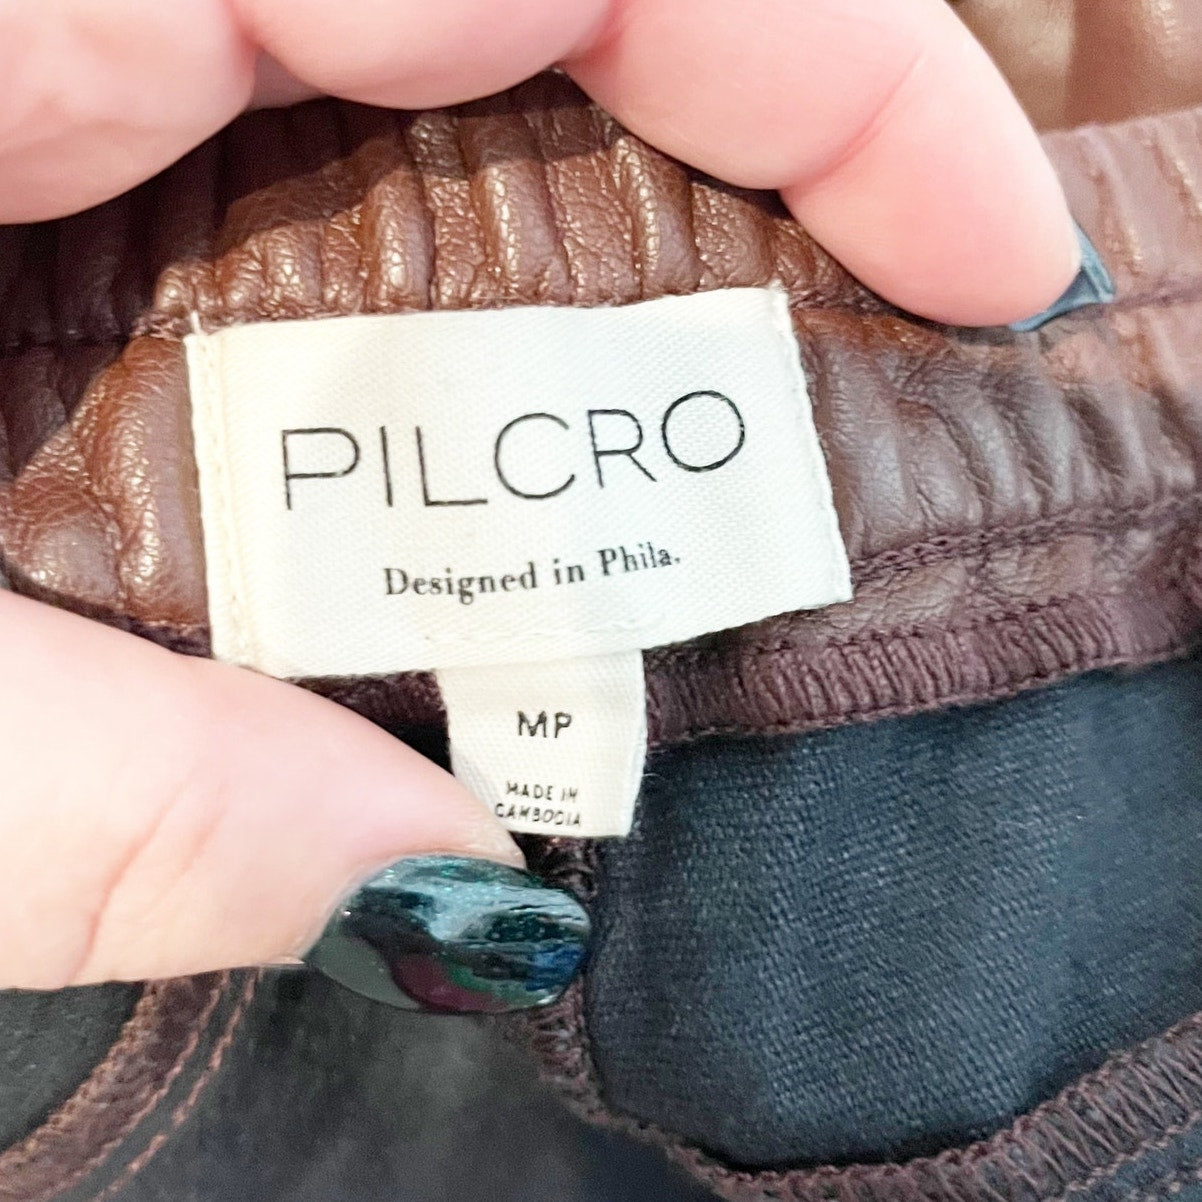 PILCRO
Designed in Phila.
MP
MADE IN
CAMBODIA